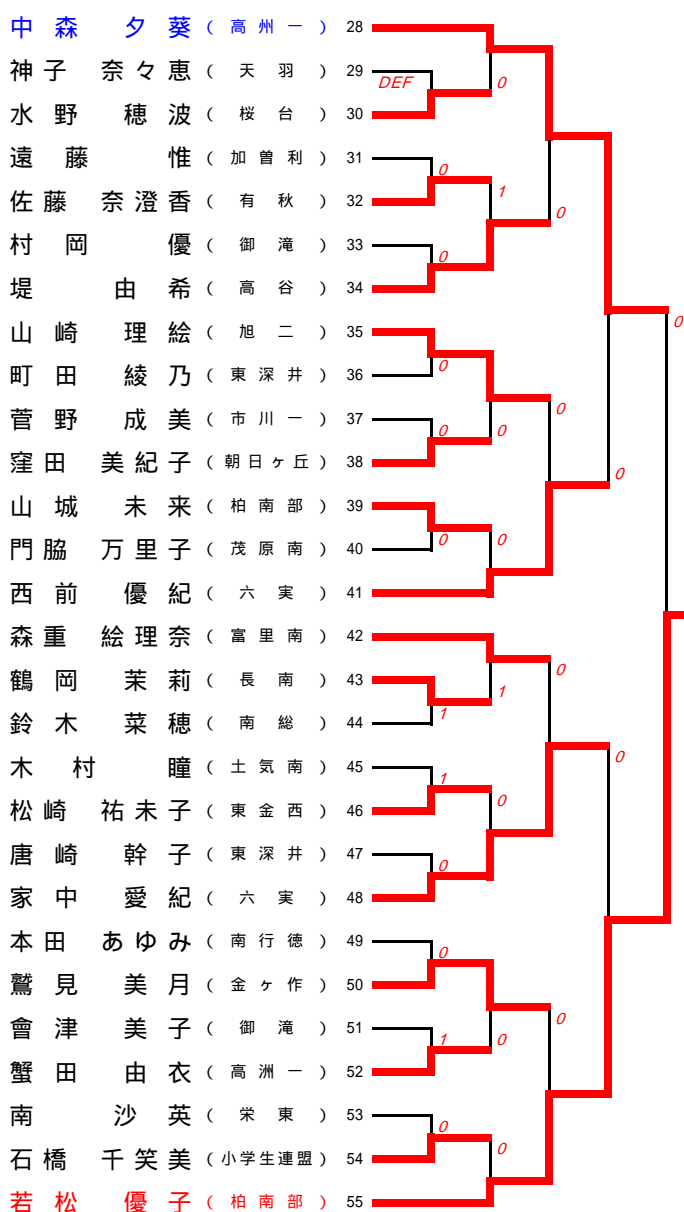 中森 夕葵 (高州一) 28
神子 奈々恵 (天羽) 29
DEF 0
水野 穂波 (桜台) 30
遠藤 惟 (加曽利) 31
0
佐藤 奈澄香 (有秋) 32 1
0
村岡 優 (御滝) 33
0
堤 由希 (高谷) 34
0
山崎 理絵 (旭二) 35
0
町田 綾乃 (東深井) 36
0
菅野 成美 (市川一) 37
0 0
窪田 美紀子 (朝日ヶ丘) 38
0
山城 未来 (柏南部) 39
0 0
門脇 万里子 (茂原南) 40
西前 優紀 (六実) 41
森重 絵理奈 (富里南) 42
0
鶴岡 茉莉 (長南) 43
1
1
鈴木 菜穂 (南総) 44
0
木村 瞳 (土気南) 45
1
0
松崎 祐未子 (東金西) 46
唐崎 幹子 (東深井) 47
0
家中 愛紀 (六実) 48
本田 あゆみ (南行徳) 49
0
鷲見 美月 (金ヶ作) 50
0
會津 美子 (御滝) 51
1 0
蟹田 由衣 (高洲一) 52
南 沙英 (栄東) 53
0
石橋 千笑美 (小学生連盟) 54
0
若松 優子 (柏南部) 55